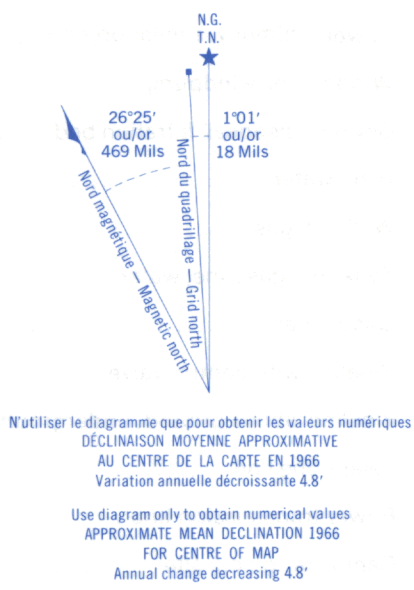 N.G.
T.N.
26°25′
ou/or
469 Mils
1°01′
ou/or
18 Mils
Nord magnétique — Magnetic north
Nord du quadrillage — Grid north
N'utiliser le diagramme que pour obtenir les valeurs numériques
DÉCLINAISON MOYENNE APPROXIMATIVE
AU CENTRE DE LA CARTE EN 1966
Variation annuelle décroissante 4.8′
Use diagram only to obtain numerical values
APPROXIMATE MEAN DECLINATION 1966
FOR CENTRE OF MAP
Annual change decreasing 4.8′